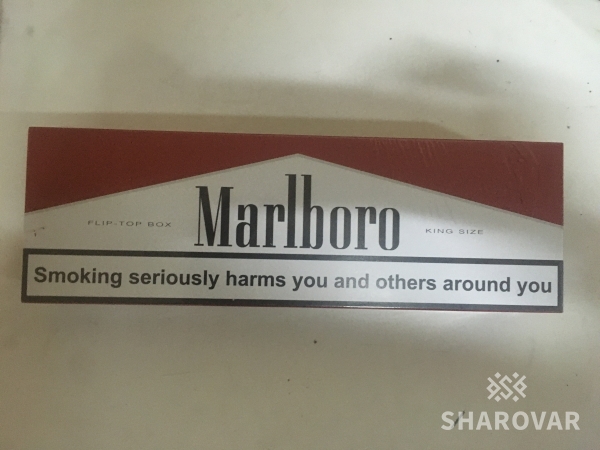 Marlboro
FLIP-TOP BOX
KING SIZE
Smoking seriously harms you and others around you
SHAROVAR